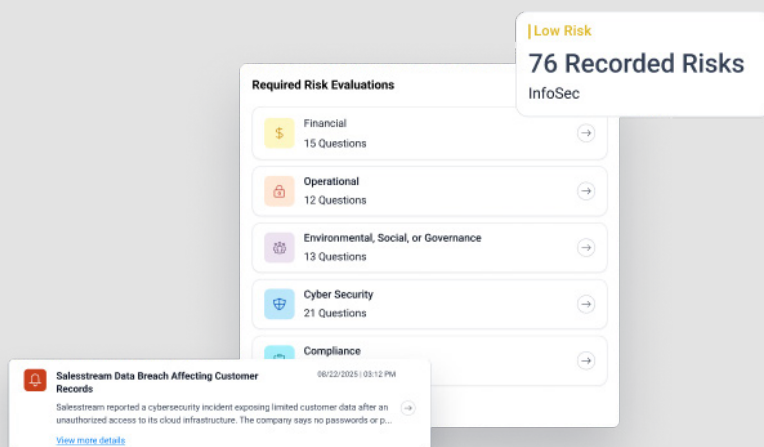 Low Risk
76 Recorded Risks
InfoSec
Required Risk Evaluations
Financial
15 Questions
Operational
12 Questions
Environmental, Social, or Governance
13 Questions
Cyber Security
21 Questions
Compliance
Salesstream Data Breach Affecting Customer
Records
08/22/2025 | 03:12 PM
Salesstream reported a cybersecurity incident exposing limited customer data after an
unauthorized access to its cloud infrastructure. The company says no passwords or p...
View more details